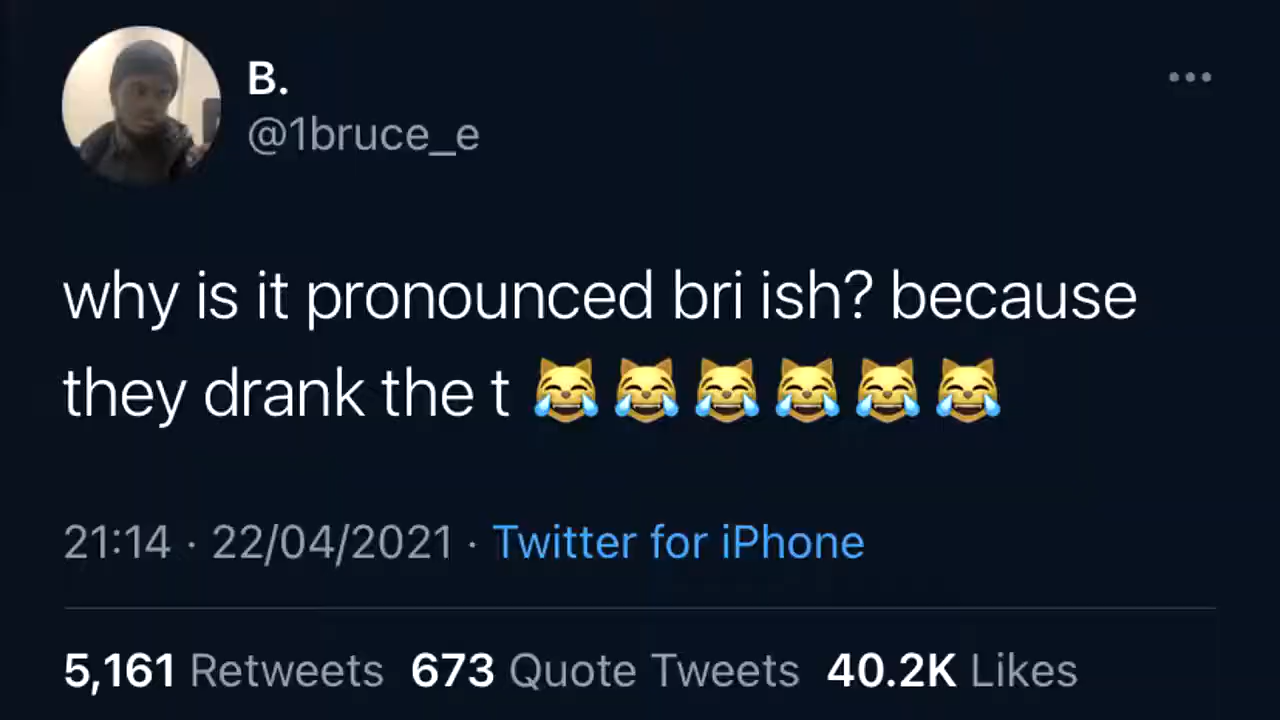 B.
@1bruce_e
why is it pronounced bri ish? because
they drank the t 😹😹😹😹😹😹
21:14 · 22/04/2021 · Twitter for iPhone
5,161 Retweets 673 Quote Tweets 40.2K Likes